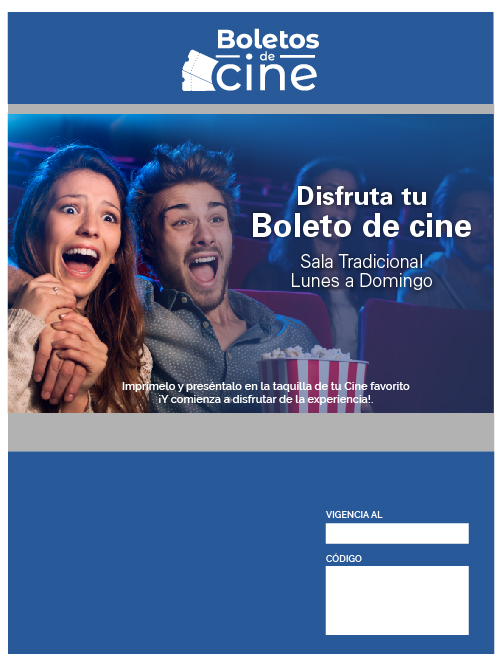 Boletos
de
cine
Disfruta tu
Boleto de cine
Sala Tradicional
Lunes a Domingo
Imprímelo y preséntalo en la taquilla de tu Cine favorito
¡Y comienza a disfrutar de la experiencia!.
VIGENCIA AL
CÓDIGO